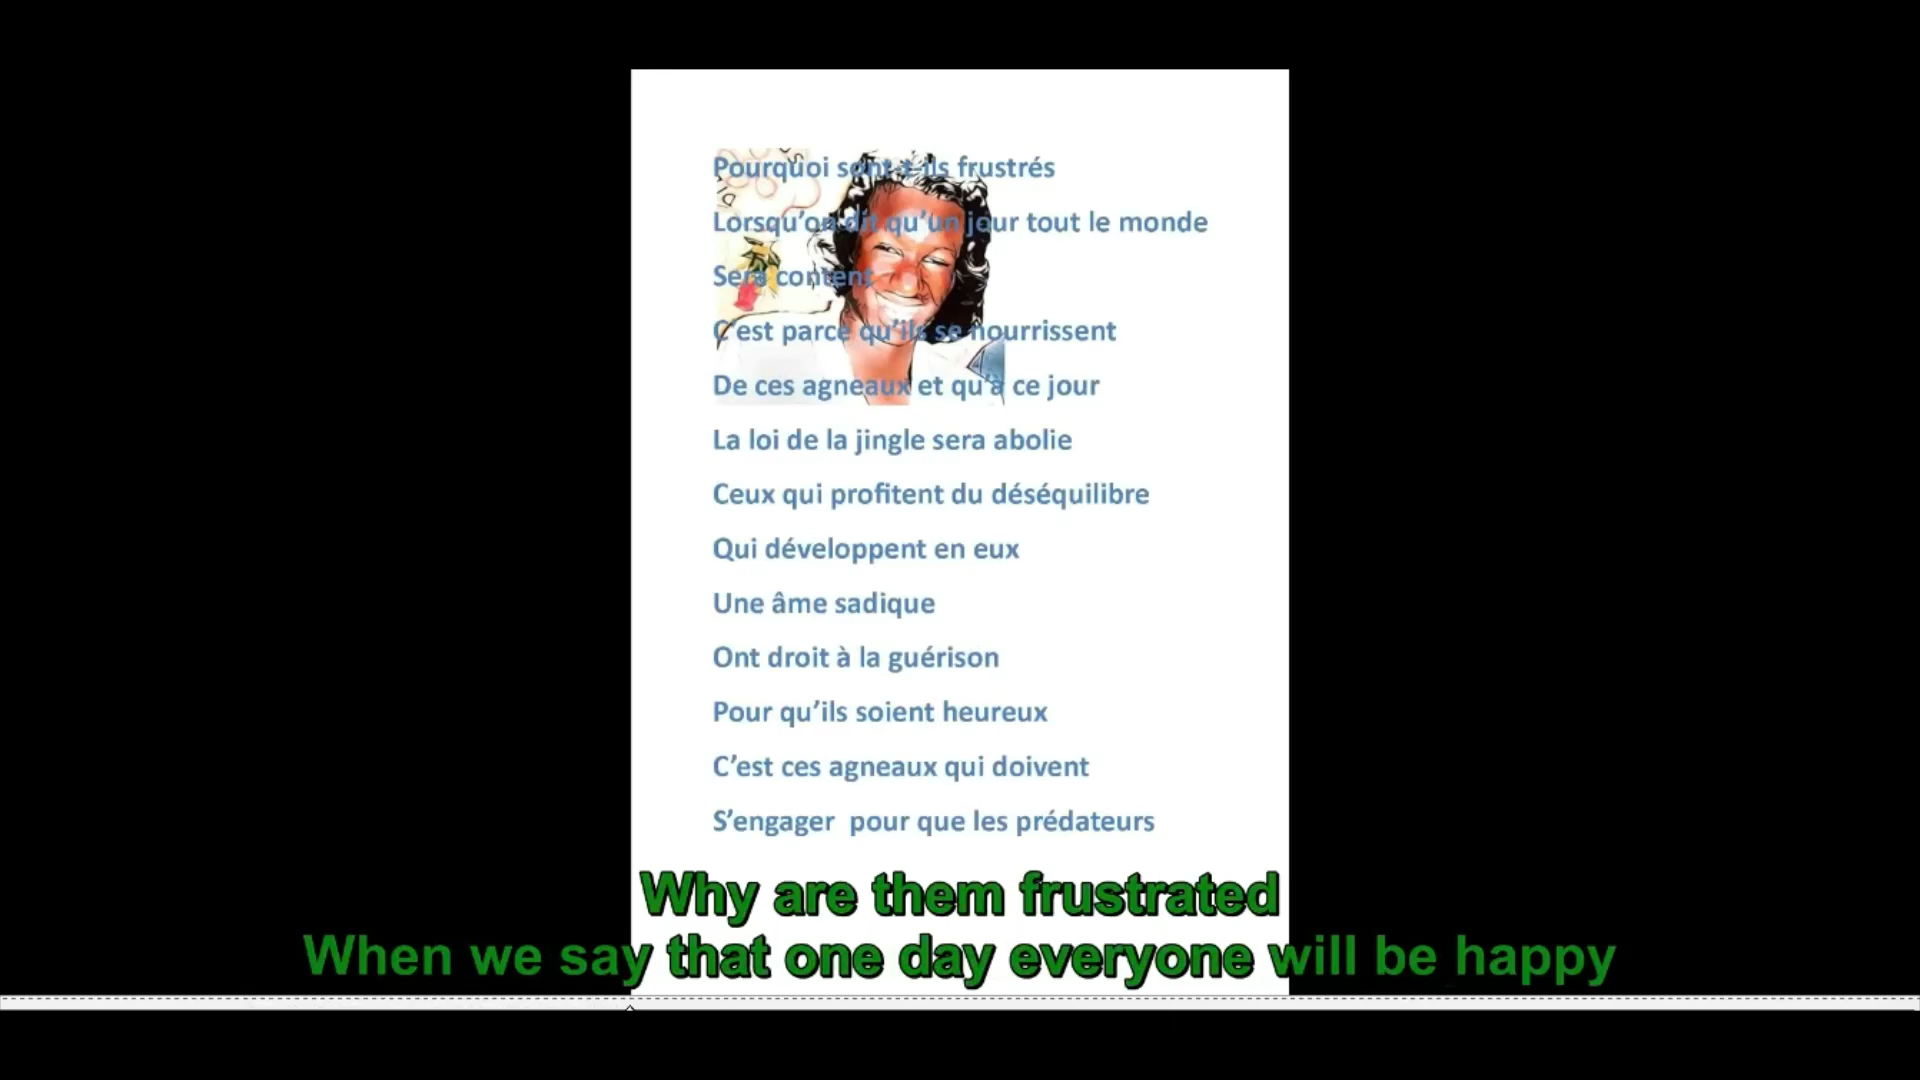 Pourquoi sont-t-ils frustrés
Lorsqu'on dit qu'un jour tout le monde
Sera content
C'est parce qu'ils se nourrissent
De ces agneaux et qu'à ce jour
La loi de la jingle sera abolie
Ceux qui profitent du déséquilibre
Qui développent en eux
Une âme sadique
Ont droit à la guérison
Pour qu'ils soient heureux
C'est ces agneaux qui doivent
S'engager  pour que les prédateurs
Why are them frustrated
When we say that one day everyone will be happy